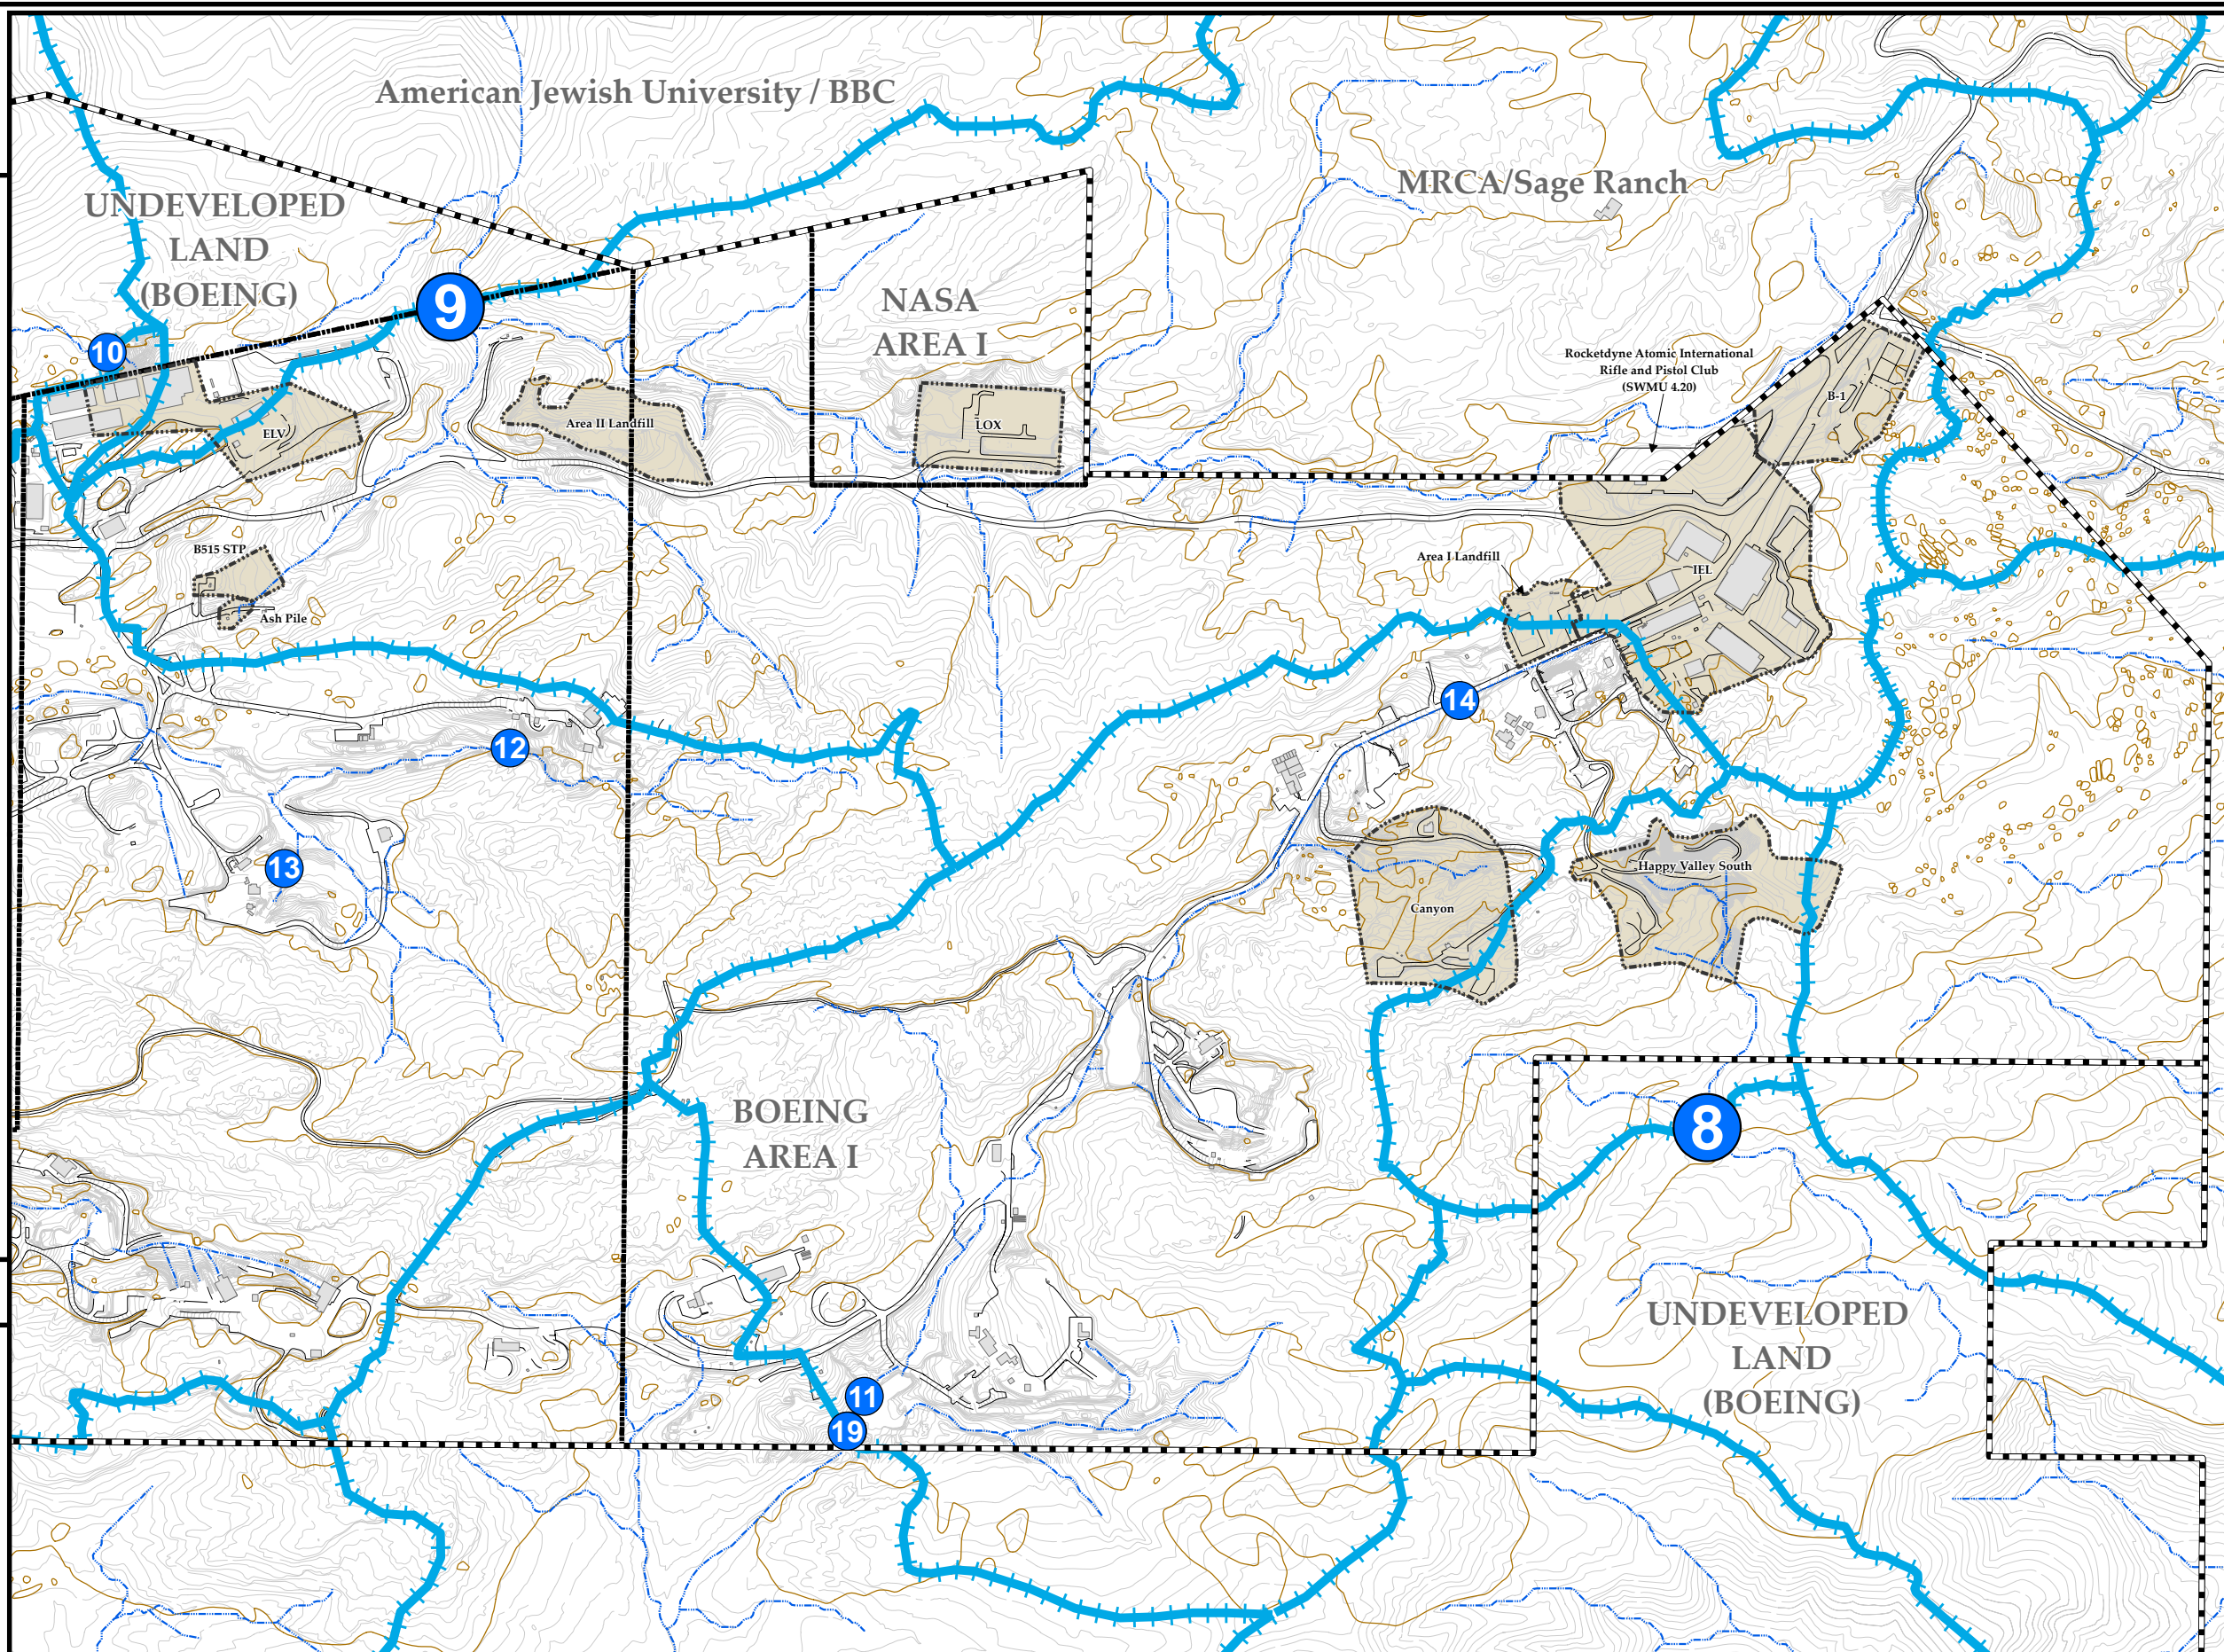 American Jewish University / BBC
UNDEVELOPED
LAND
(BOEING)
MRCA/Sage Ranch
9
NASA
AREA I
10
Rocketdyne Atomic International
Rifle and Pistol Club
(SWMU 4.20)
B-1
ELV
Area II Landfill
LOX
B515 STP
Area I Landfill
IEL
Ash Pile
14
12
13
Happy Valley South
Canyon
BOEING
AREA I
8
UNDEVELOPED
LAND
(BOEING)
11
19